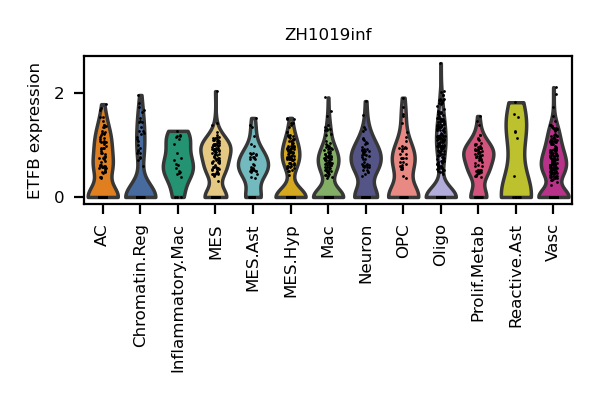 ZH1019inf
ETFB expression
2
0
AC
Chromatin.Reg
Inflammatory.Mac
MES
MES.Ast
MES.Hyp
Mac
Neuron
OPC
Oligo
Prolif.Metab
Reactive.Ast
Vasc